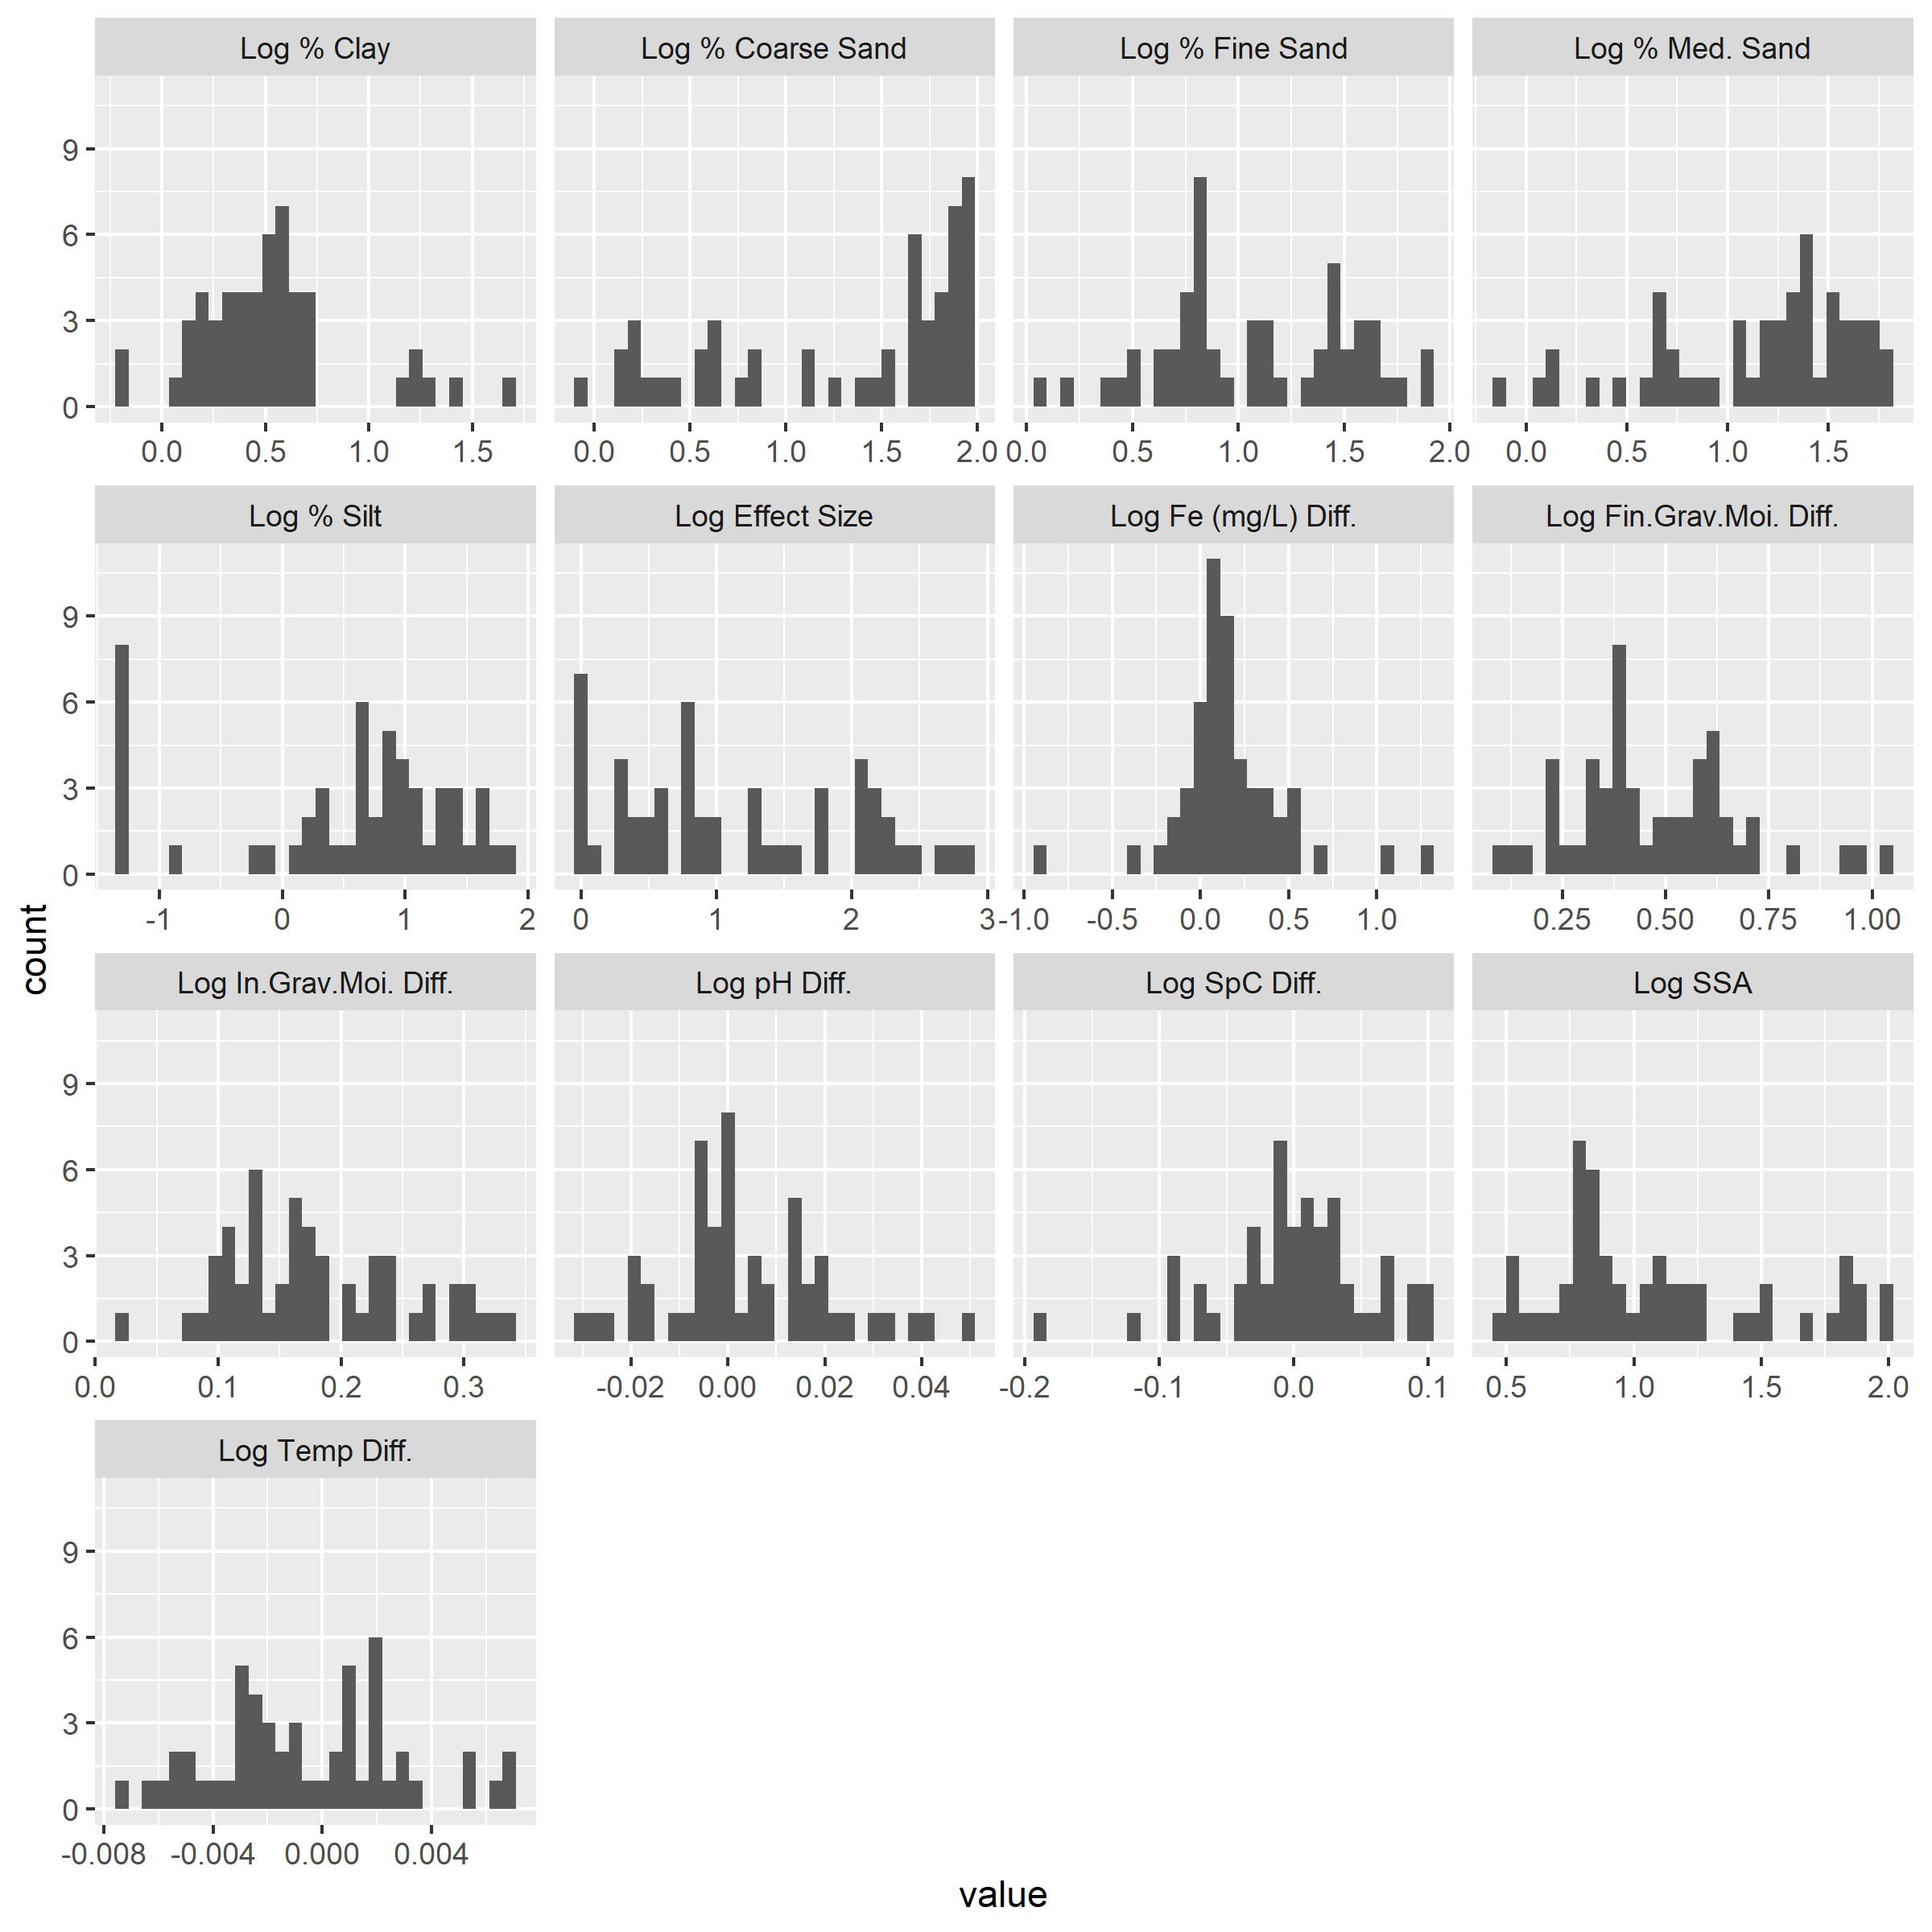 Log % Clay
Log % Coarse Sand
Log % Fine Sand
Log % Med. Sand
9
6
3
0
0.0 0.5 1.0 1.5
0.0 0.5 1.0 1.5 2.0
0.0 0.5 1.0 1.5 2.0
0.0 0.5 1.0 1.5
Log % Silt
Log Effect Size
Log Fe (mg/L) Diff.
Log Fin.Grav.Moi. Diff.
9
6
3
0
-1 0 1 2
0 1 2 3
-1.0 -0.5 0.0 0.5 1.0
0.25 0.50 0.75 1.00
count
Log In.Grav.Moi. Diff.
Log pH Diff.
Log SpC Diff.
Log SSA
9
6
3
0
0.0 0.1 0.2 0.3
-0.02 0.00 0.02 0.04
-0.2 -0.1 0.0 0.1
0.5 1.0 1.5 2.0
Log Temp Diff.
9
6
3
0
-0.008 -0.004 0.000 0.004
value